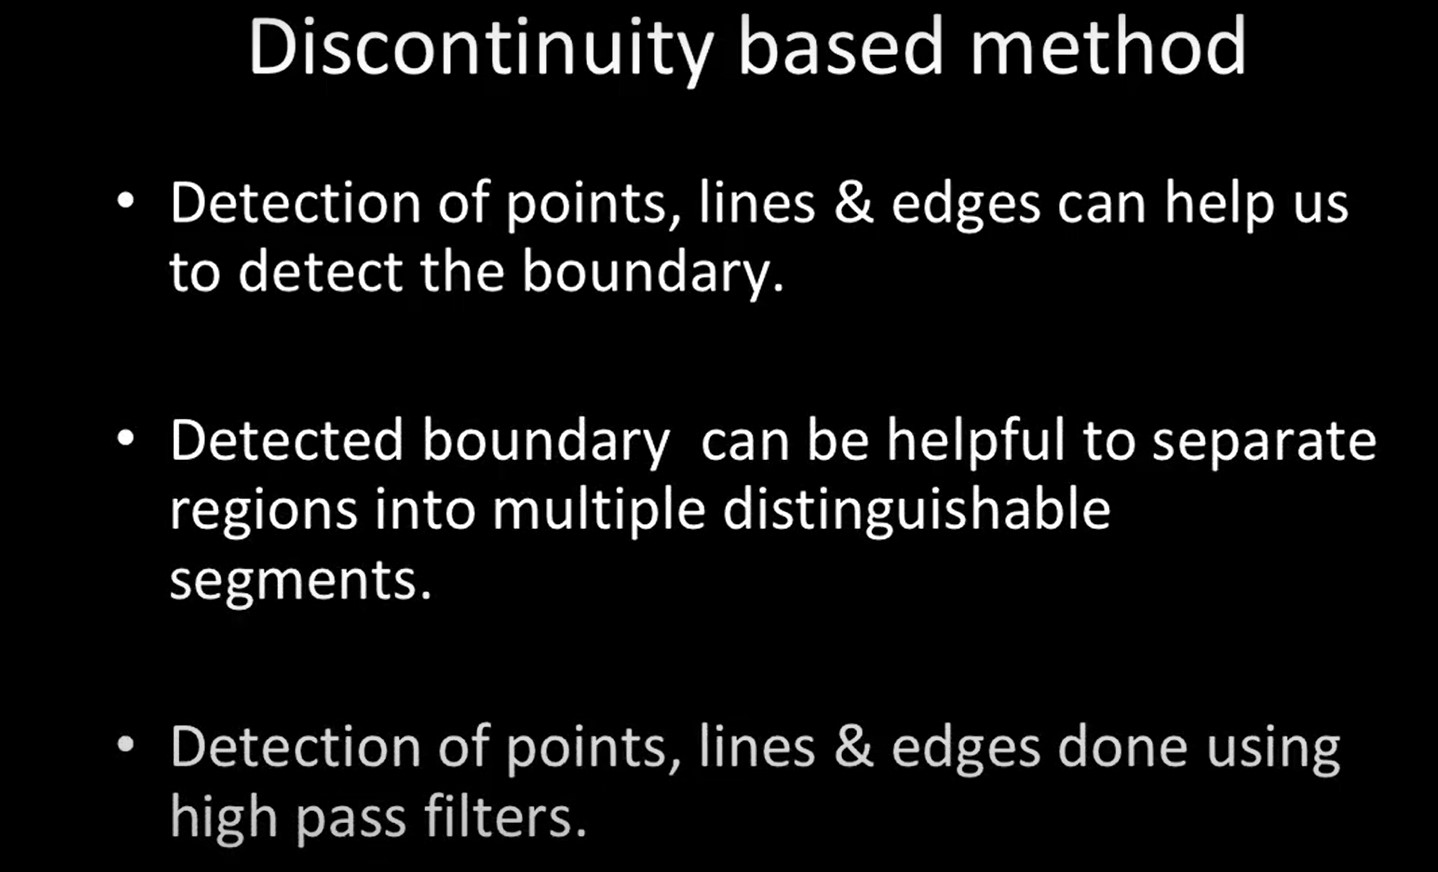 Discontinuity based method
• Detection of points, lines & edges can help us
to detect the boundary.
• Detected boundary  can be helpful to separate
regions into multiple distinguishable
segments.
• Detection of points, lines & edges done using
high pass filters.